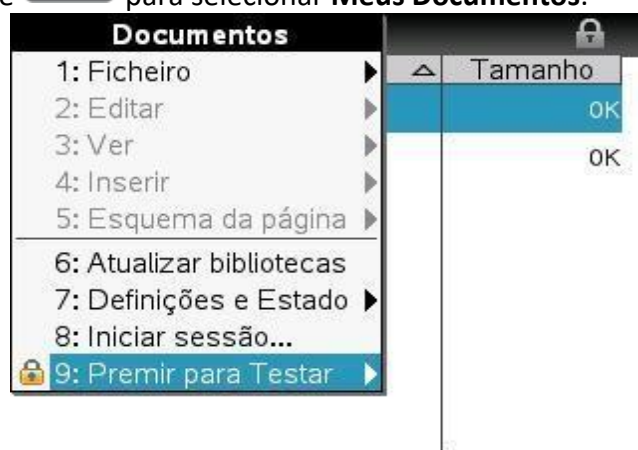 para selecionar Meus Documentos.
Documentos
1: Ficheiro
2: Editar
3: Ver
4: Inserir
5: Esquema da página
6: Atualizar bibliotecas
7: Definições e Estado
8: Iniciar sessão...
9: Premir para Testar
Tamanho
0K
0K